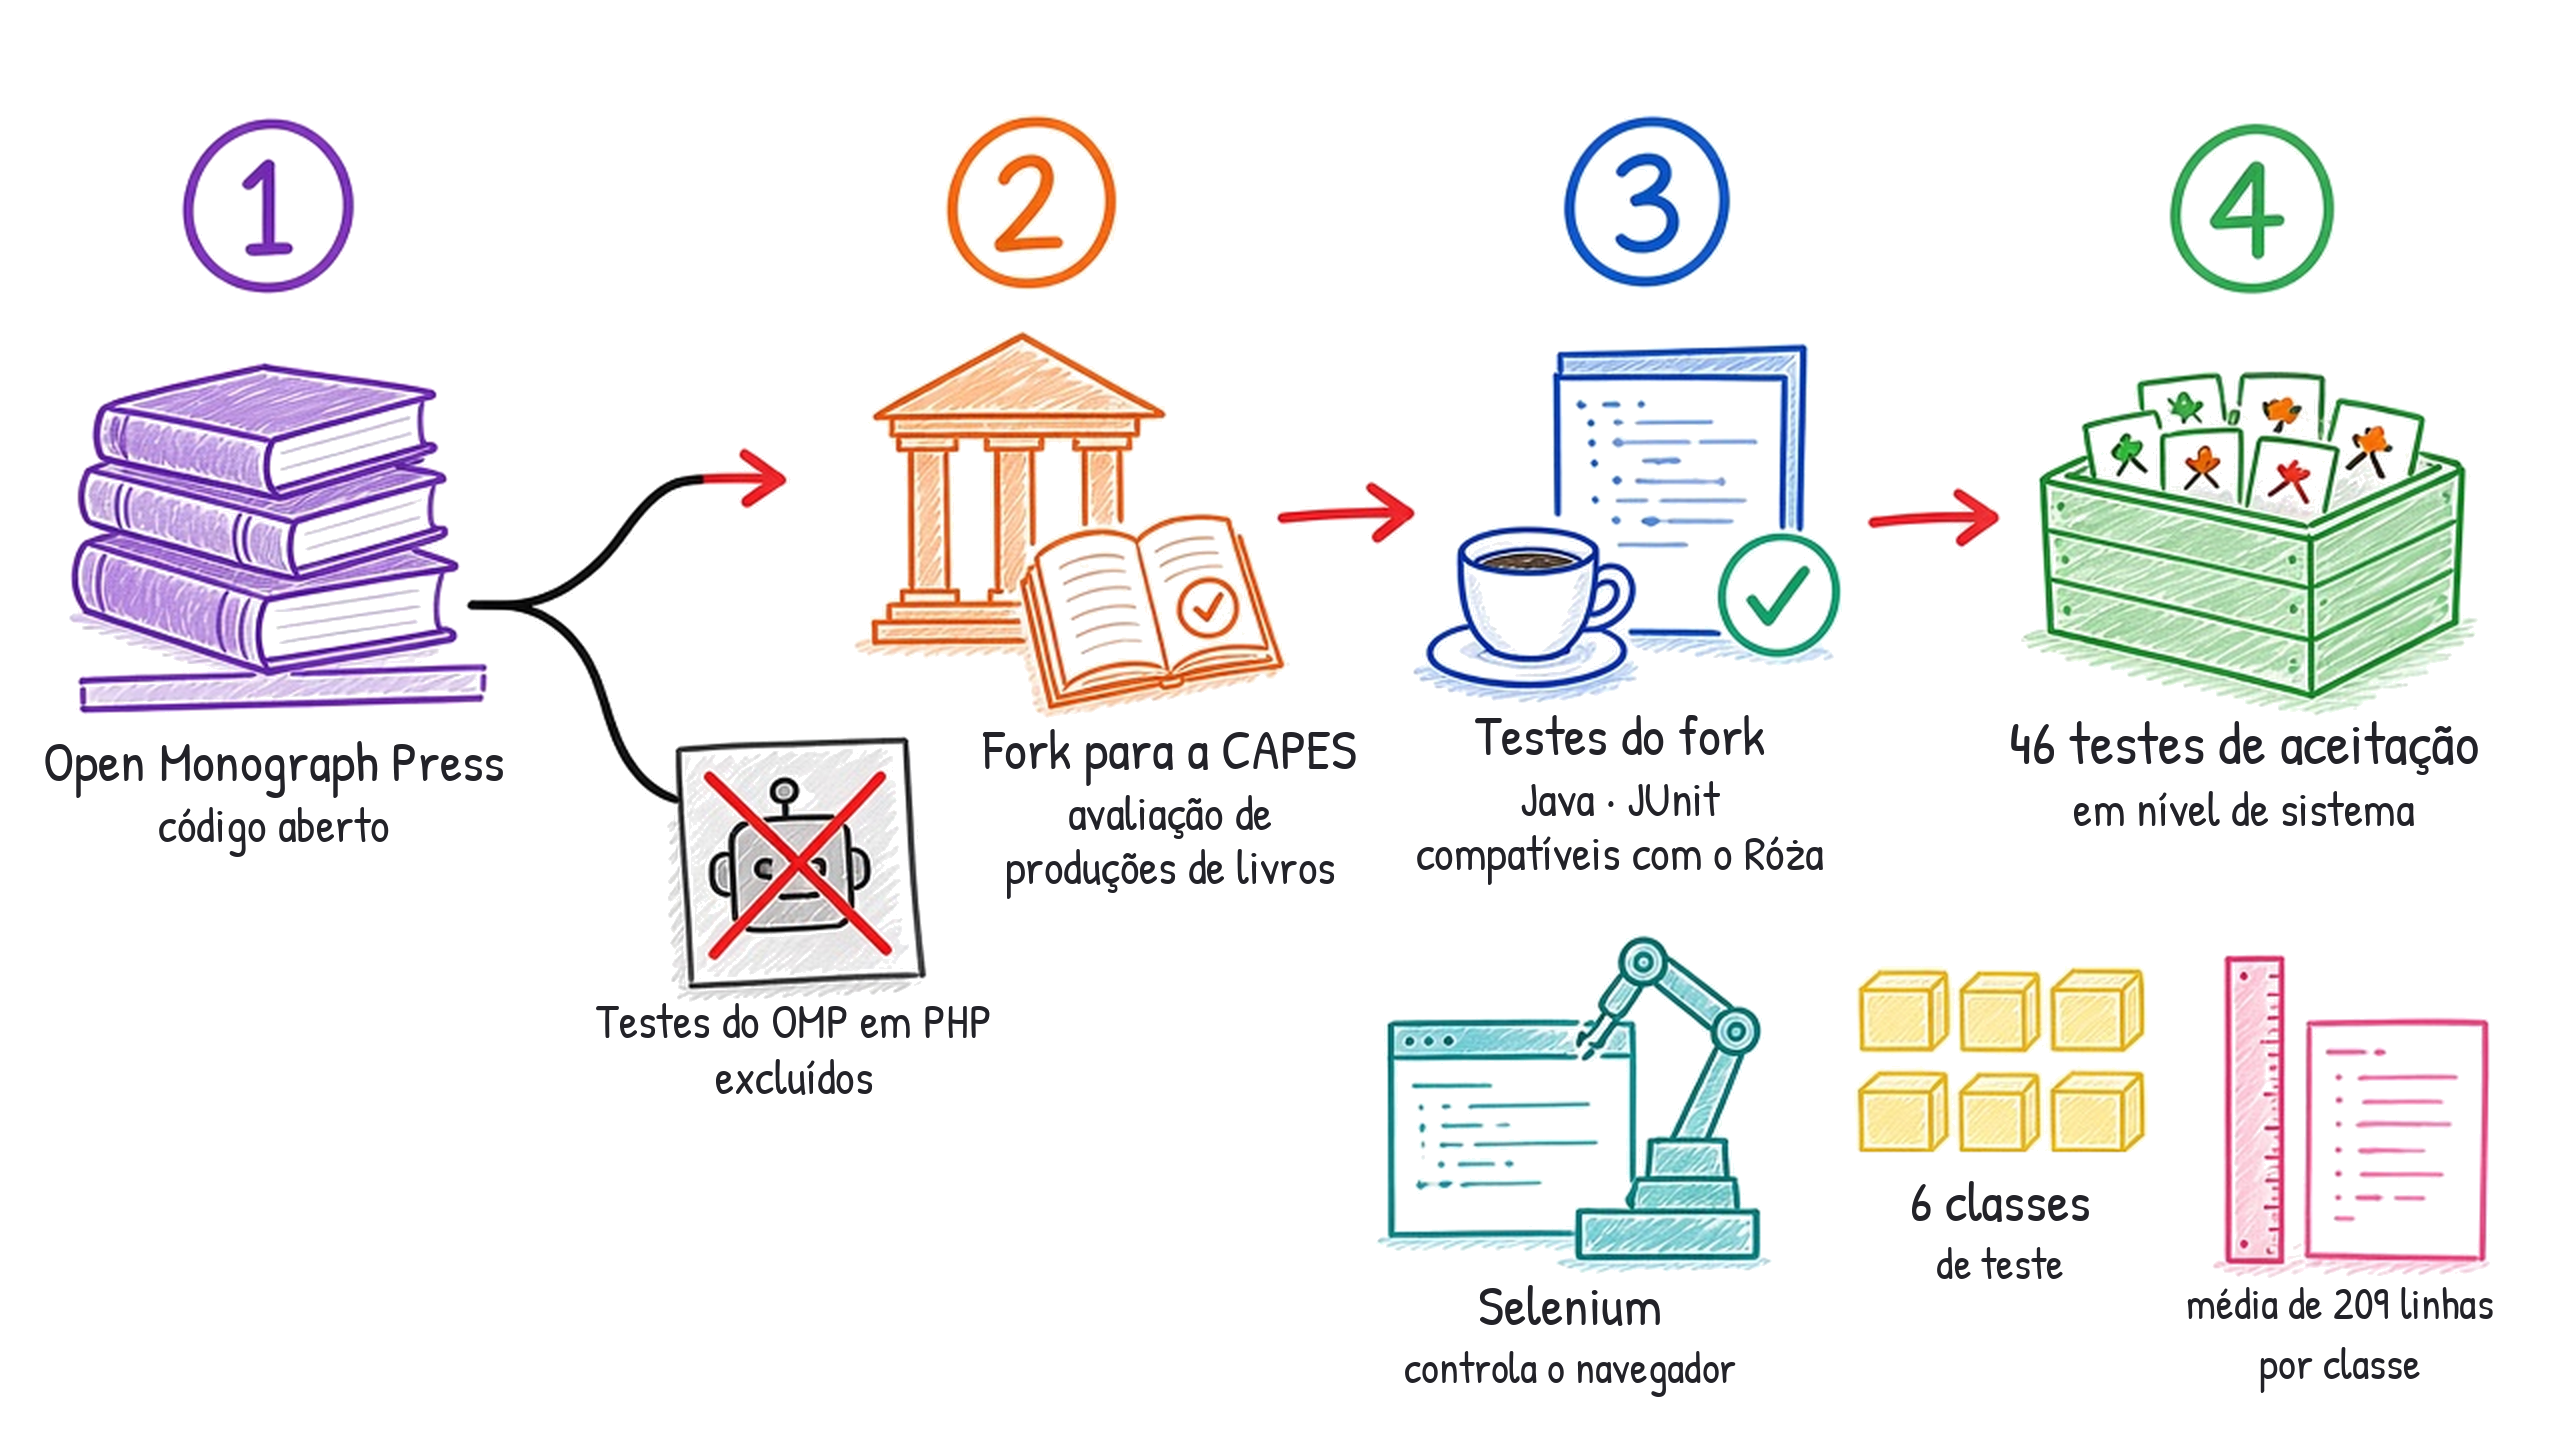 1
Open Monograph Press
código aberto
Testes do OMP em PHP
excluídos
2
Fork para a CAPES
avaliação de
produções de livros
3
Testes do fork
Java · JUnit
compatíveis com o Róża
4
46 testes de aceitação
em nível de sistema
Selenium
controla o navegador
6 classes
de teste
média de 209 linhas
por classe